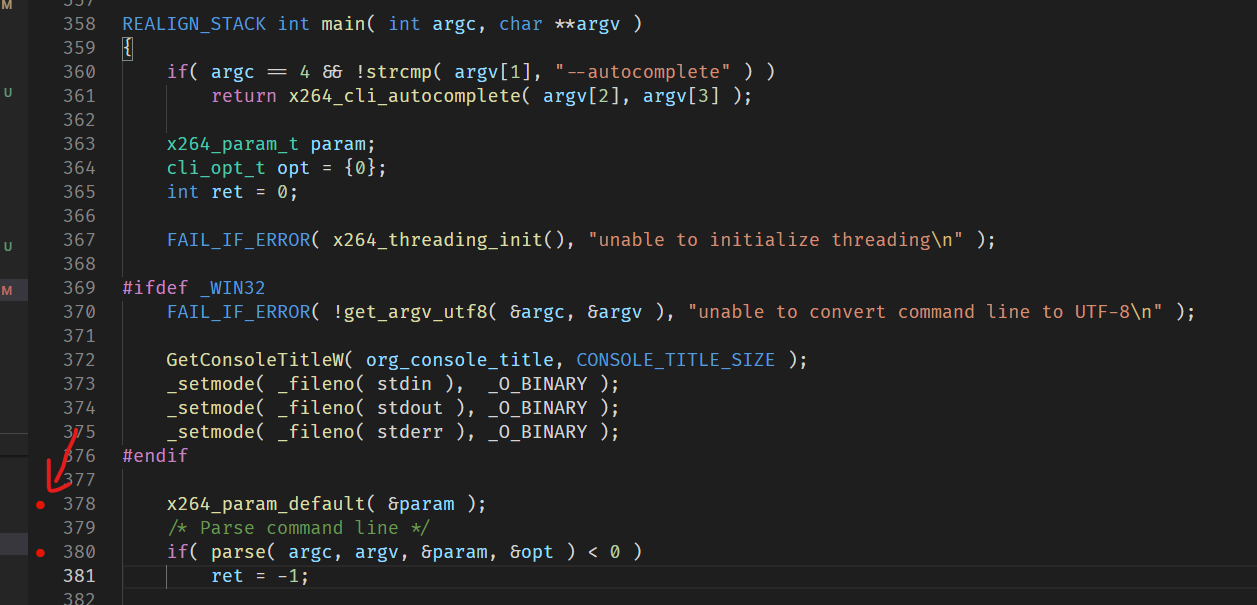 M
357
358 REALIGN_STACK int main( int argc, char **argv )
359 {
360 if( argc == 4 && !strcmp( argv[1], "--autocomplete" ) )
U
361 return x264_cli_autocomplete( argv[2], argv[3] );
362
363 x264_param_t param;
364 cli_opt_t opt = {0};
365 int ret = 0;
366
U
367 FAIL_IF_ERROR( x264_threading_init(), "unable to initialize threading\n" );
368
M
369 #ifdef _WIN32
370 FAIL_IF_ERROR( !get_argv_utf8( &argc, &argv ), "unable to convert command line to UTF-8\n" );
371
372 GetConsoleTitleW( org_console_title, CONSOLE_TITLE_SIZE );
373 _setmode( _fileno( stdin ),  _O_BINARY );
374 _setmode( _fileno( stdout ), _O_BINARY );
375 _setmode( _fileno( stderr ), _O_BINARY );
376 #endif
377
378 x264_param_default( &param );
379 /* Parse command line */
380 if( parse( argc, argv, &param, &opt ) < 0 )
381 ret = -1;
382